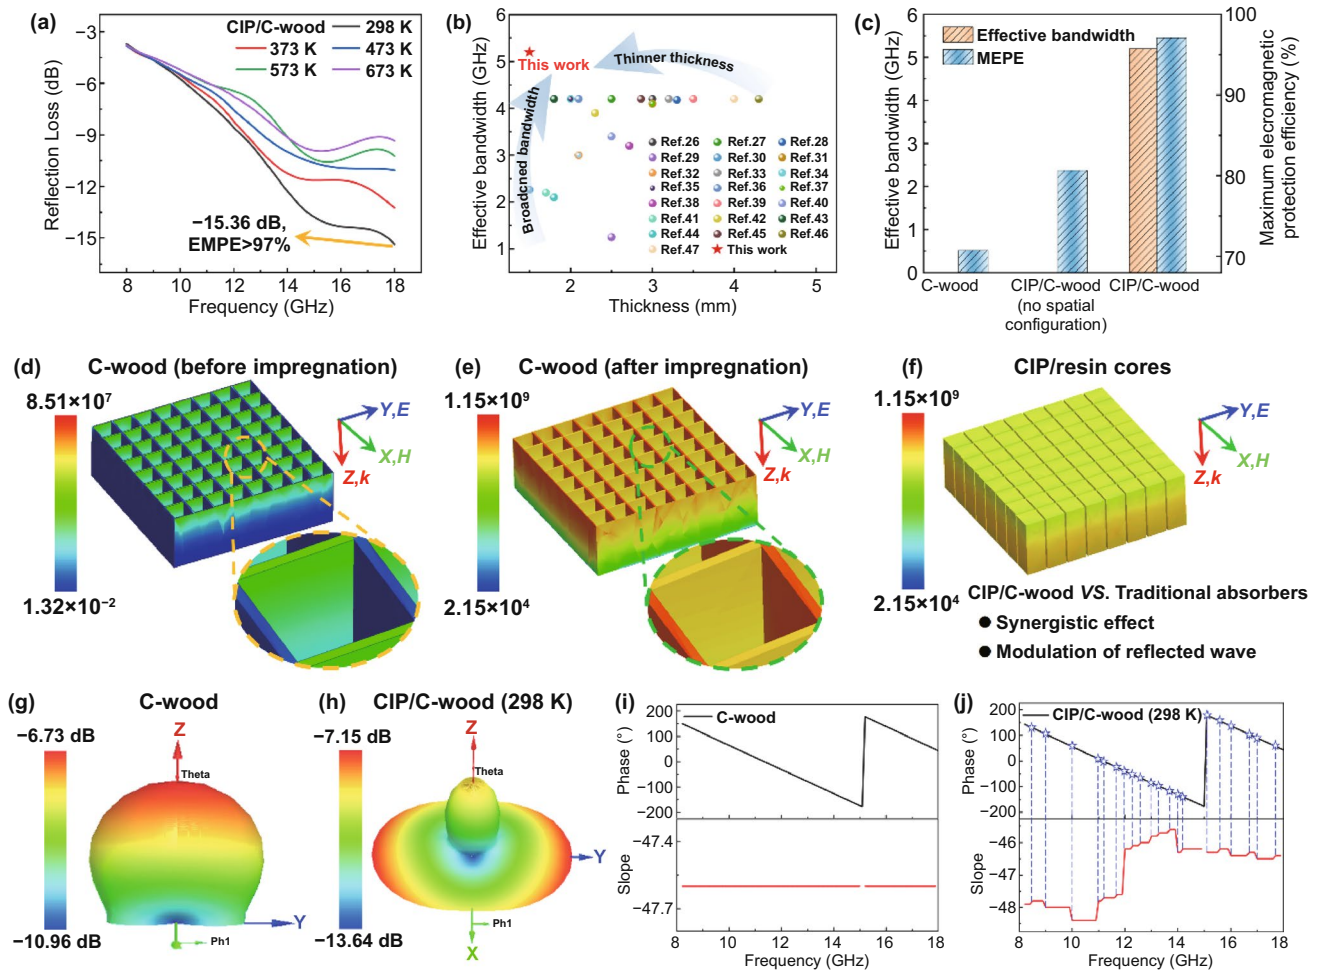 (a)
CIP/C-wood
298 K
373 K
473 K
573 K
673 K
−15.36 dB,
EMPE>97%
Reflection Loss (dB)
−3
−6
−9
−12
−15
6
8
10
12
14
16
18
Frequency (GHz)
(b)
This work
Thinner thickness
Broadcned bandwidth
Ref.26 Ref.27 Ref.28
Ref.29 Ref.30 Ref.31
Ref.32 Ref.33 Ref.34
Ref.35 Ref.36 Ref.37
Ref.38 Ref.39 Ref.40
Ref.41 Ref.42 Ref.43
Ref.44 Ref.45 Ref.46
Ref.47 This work
Effective bandwidth (GHz)
6
5
4
3
2
1
2
3
4
5
Thickness (mm)
(c)
Effective bandwidth
MEPE
Effective bandwidth (GHz)
6
5
4
3
2
1
0
100
90
80
70
Maximum elecromagnetic
protection efficiency (%)
C-wood
CIP/C-wood
(no spatial
configuration)
CIP/C-wood
(d)
C-wood (before impregnation)
8.51×10⁷
1.32×10⁻²
Y,E
X,H
Z,k
(e)
C-wood (after impregnation)
1.15×10⁹
2.15×10⁴
Y,E
X,H
Z,k
(f)
CIP/resin cores
1.15×10⁹
2.15×10⁴
Y,E
X,H
Z,k
CIP/C-wood VS. Traditional absorbers
● Synergistic effect
● Modulation of reflected wave
(g)
C-wood
−6.73 dB
−10.96 dB
Z
Theta
Y
Ph1
(h)
CIP/C-wood (298 K)
−7.15 dB
−13.64 dB
Z
Theta
Y
Ph1
X
(i)
C-wood
Phase (°)
200
100
0
−100
−200
Slope
−47.4
−47.7
8
10
12
14
16
18
Frequency (GHz)
(j)
CIP/C-wood (298 K)
Phase (°)
200
100
0
−100
−200
Slope
−46
−47
−48
8
10
12
14
16
18
Frequency (GHz)